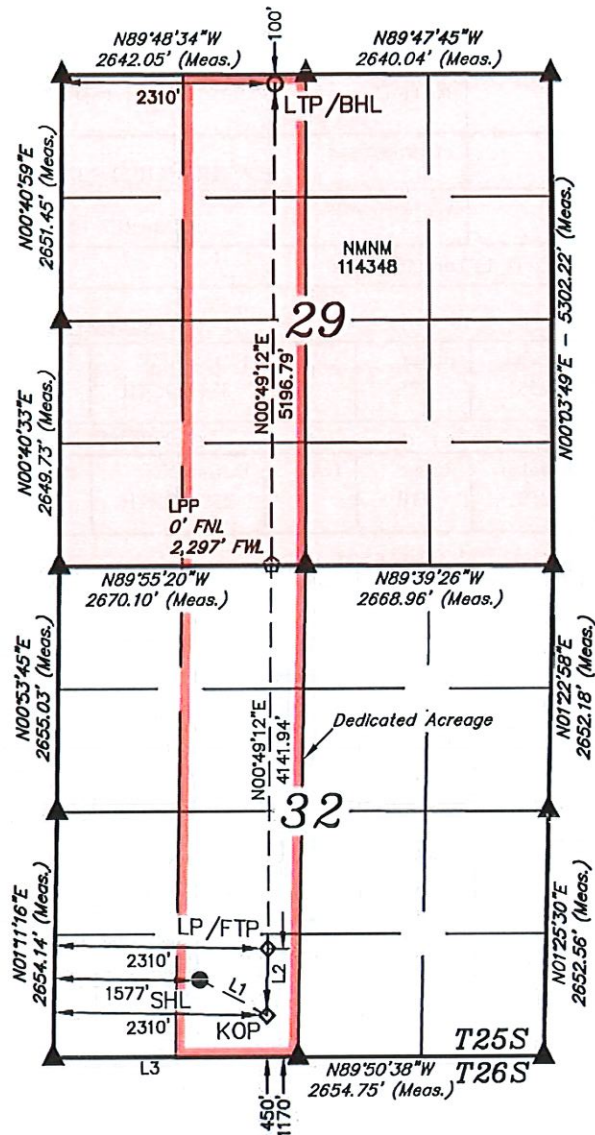 100'
N89°48'34"W
2642.05' (Meas.)
N89°47'45"W
2640.04' (Meas.)
2310'
LTP/BHL
N00°40'59"E
2651.45' (Meas.)
NMNM
114348
29
N00°49'12"E
5196.79'
N00°03'49"E – 5302.22' (Meas.)
N00°40'33"E
2649.73' (Meas.)
LPP
0' FNL
2,297' FWL
N89°55'20"W
2670.10' (Meas.)
N89°39'26"W
2668.96' (Meas.)
N00°53'45"E
2655.03' (Meas.)
N00°49'12"E
4141.94'
Dedicated Acreage
N01°22'58"E
2652.18' (Meas.)
32
N01°11'16"E
2654.14' (Meas.)
LP/FTP
2310'
L2
N01°25'30"E
2652.56' (Meas.)
1577'
SHL
L1
2310'
KOP
T25S
L3
N89°50'38"W
2654.75' (Meas.)
T26S
450'
1170'